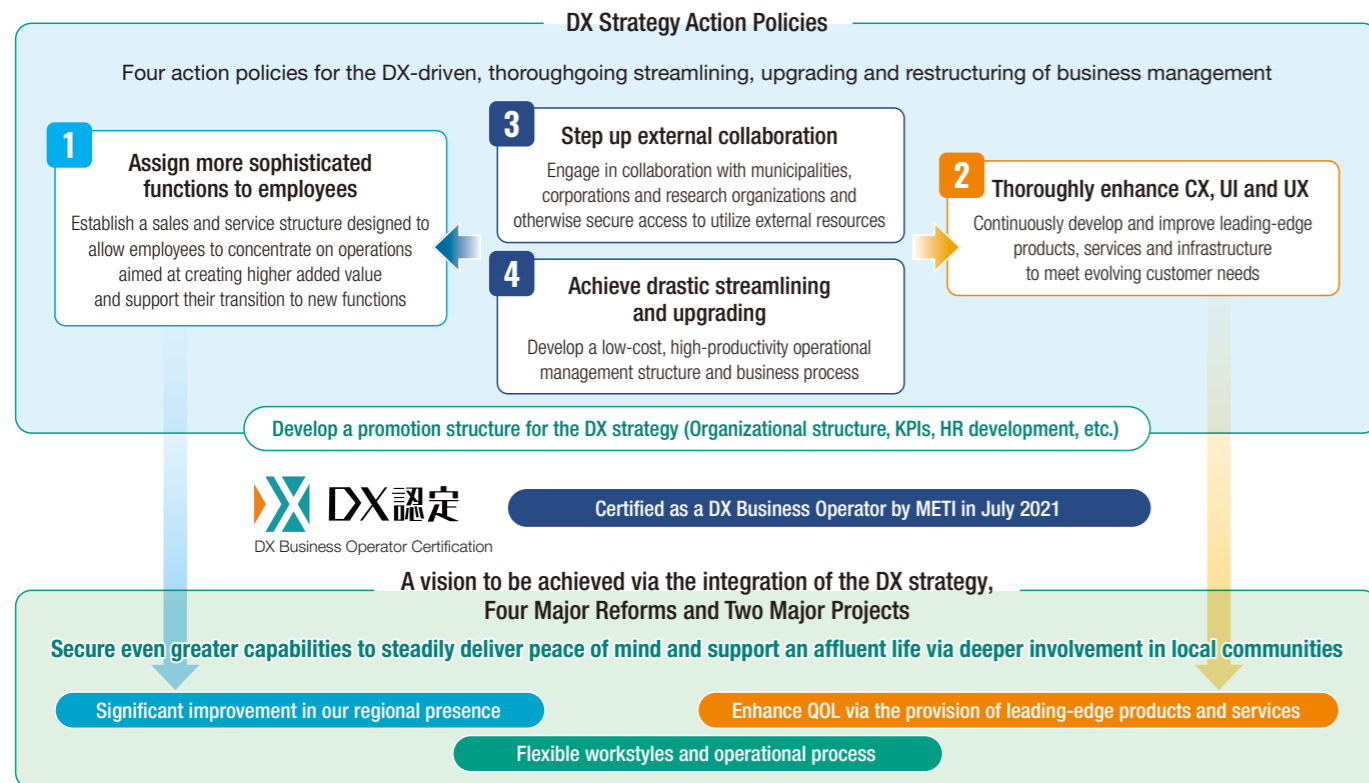 DX Strategy Action Policies
Four action policies for the DX-driven, thoroughgoing streamlining, upgrading and restructuring of business management
1
Assign more sophisticated
functions to employees
Establish a sales and service structure designed to
allow employees to concentrate on operations
aimed at creating higher added value
and support their transition to new functions
3
Step up external collaboration
Engage in collaboration with municipalities,
corporations and research organizations and
otherwise secure access to utilize external resources
4
Achieve drastic streamlining
and upgrading
Develop a low-cost, high-productivity operational
management structure and business process
2
Thoroughly enhance CX, UI and UX
Continuously develop and improve leading-edge
products, services and infrastructure
to meet evolving customer needs
Develop a promotion structure for the DX strategy (Organizational structure, KPIs, HR development, etc.)
DX認定
DX Business Operator Certification
Certified as a DX Business Operator by METI in July 2021
A vision to be achieved via the integration of the DX strategy,
Four Major Reforms and Two Major Projects
Secure even greater capabilities to steadily deliver peace of mind and support an affluent life via deeper involvement in local communities
Significant improvement in our regional presence
Enhance QOL via the provision of leading-edge products and services
Flexible workstyles and operational process